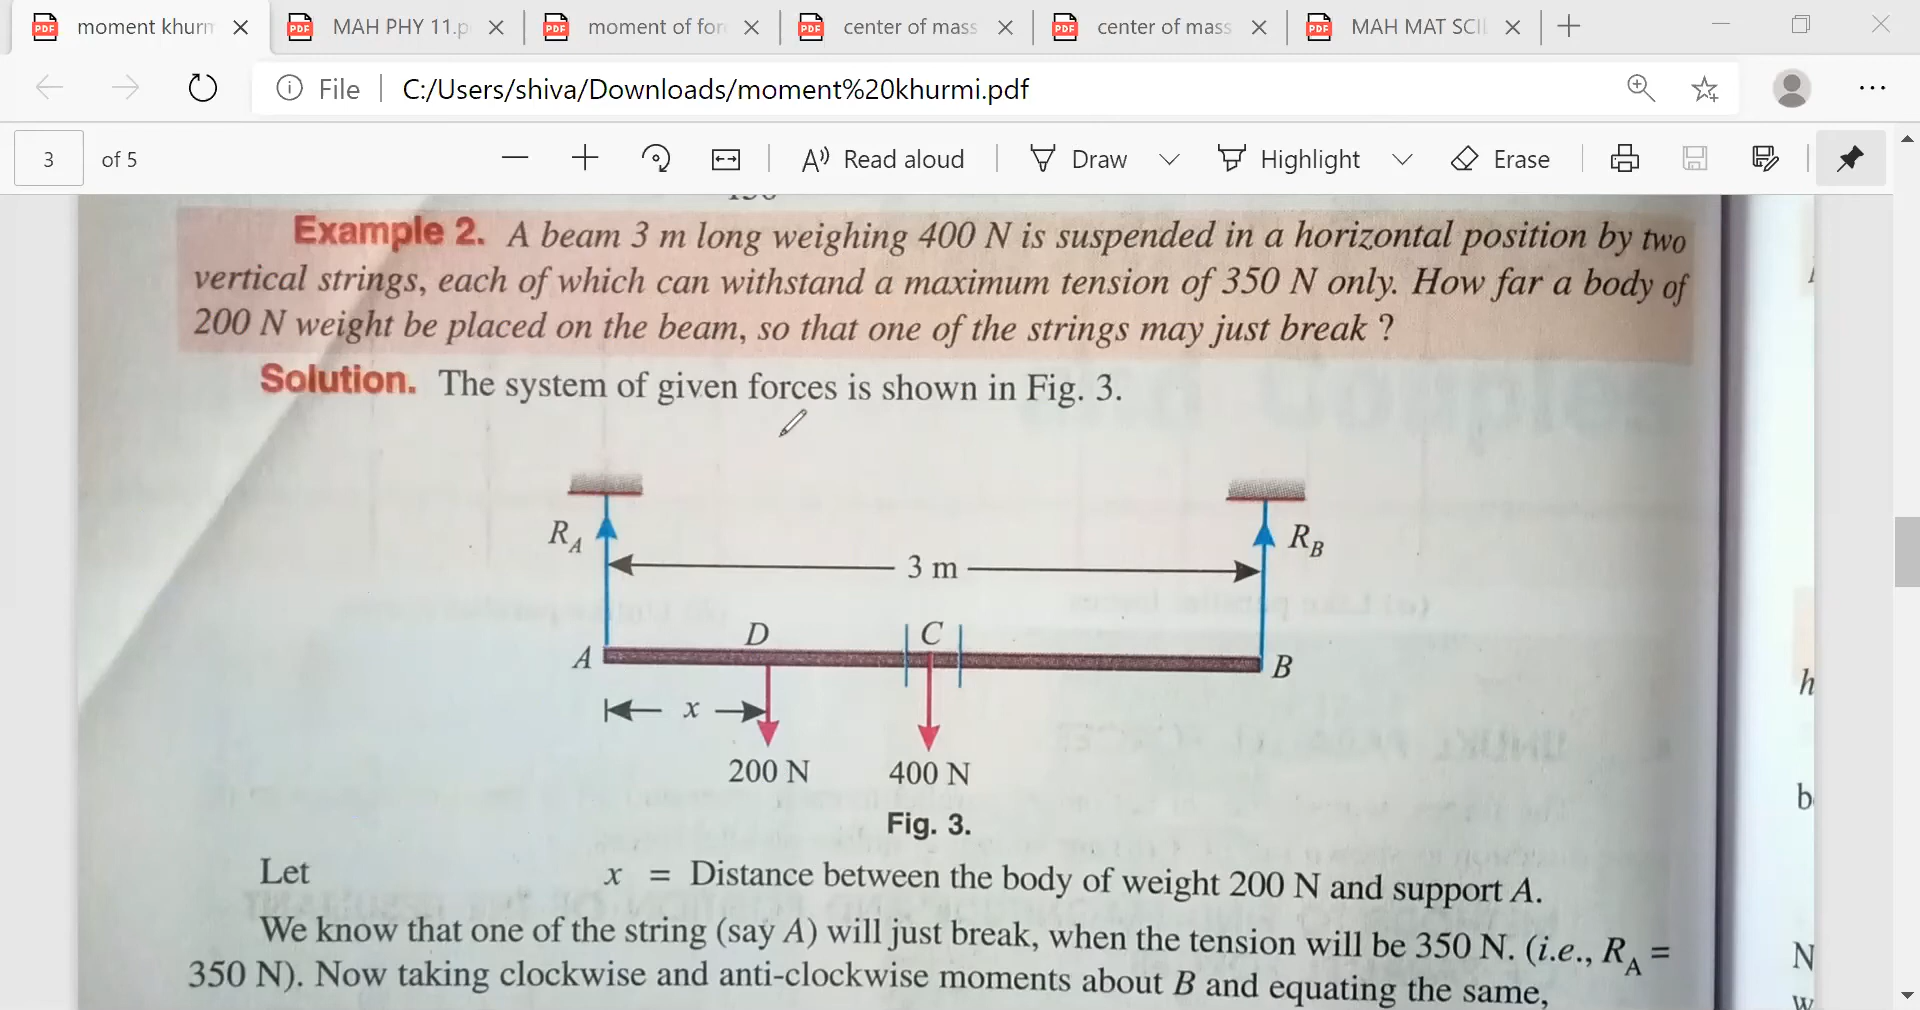 moment khurm
MAH PHY 11.p
moment of for
center of mass
center of mass
MAH MAT SCI
File
C:/Users/shiva/Downloads/moment%20khurmi.pdf
3 of 5
Read aloud
Draw
Highlight
Erase
Example 2. A beam 3 m long weighing 400 N is suspended in a horizontal position by two
vertical strings, each of which can withstand a maximum tension of 350 N only. How far a body of
200 N weight be placed on the beam, so that one of the strings may just break ?
Solution. The system of given forces is shown in Fig. 3.
RA
RB
3 m
D
C
A
B
x
200 N
400 N
Fig. 3.
Let x = Distance between the body of weight 200 N and support A.
We know that one of the string (say A) will just break, when the tension will be 350 N. (i.e., RA =
350 N). Now taking clockwise and anti-clockwise moments about B and equating the same,
h
b
N
w